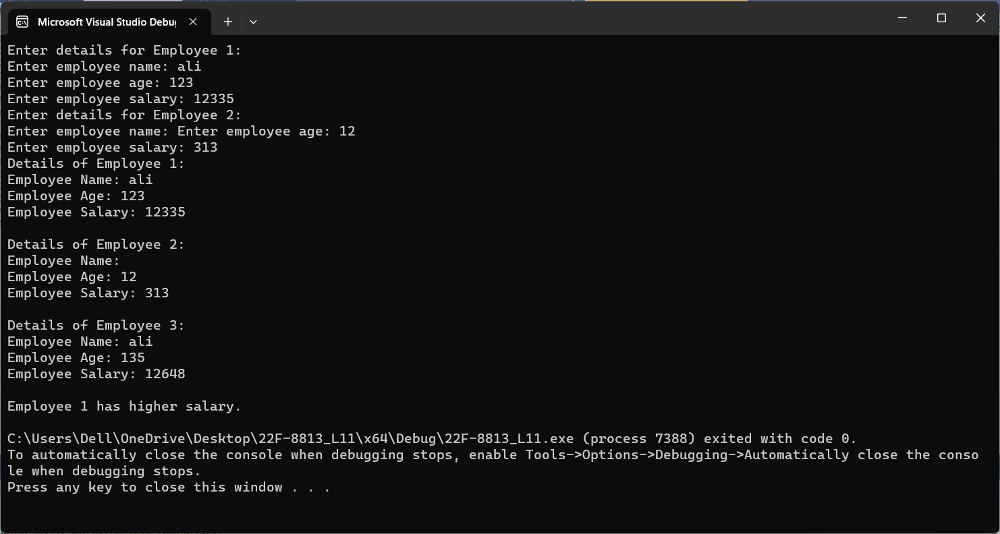 Microsoft Visual Studio Debu
Enter details for Employee 1:
Enter employee name: ali
Enter employee age: 123
Enter employee salary: 12335
Enter details for Employee 2:
Enter employee name: Enter employee age: 12
Enter employee salary: 313
Details of Employee 1:
Employee Name: ali
Employee Age: 123
Employee Salary: 12335
Details of Employee 2:
Employee Name:
Employee Age: 12
Employee Salary: 313
Details of Employee 3:
Employee Name: ali
Employee Age: 135
Employee Salary: 12648
Employee 1 has higher salary.
C:\Users\Dell\OneDrive\Desktop\22F-8813_L11\x64\Debug\22F-8813_L11.exe (process 7388) exited with code 0.
To automatically close the console when debugging stops, enable Tools->Options->Debugging->Automatically close the conso
le when debugging stops.
Press any key to close this window . . .